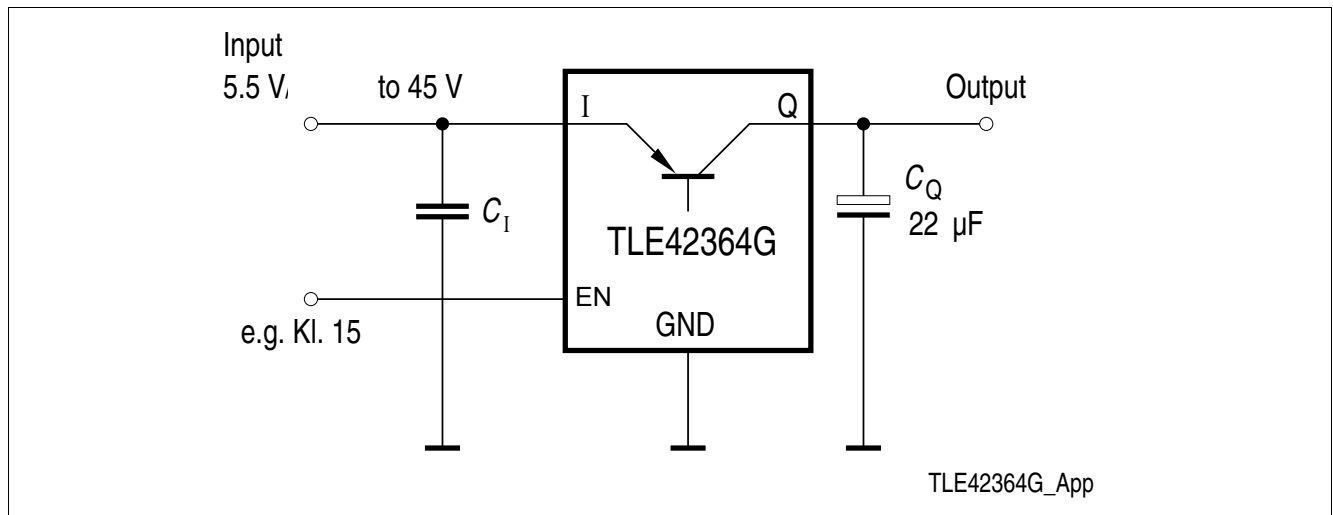 Input
5.5 V/ to 45 V
I
Q
Output
C_I
C_Q
22 µF
TLE42364G
EN
e.g. Kl. 15
GND
TLE42364G_App